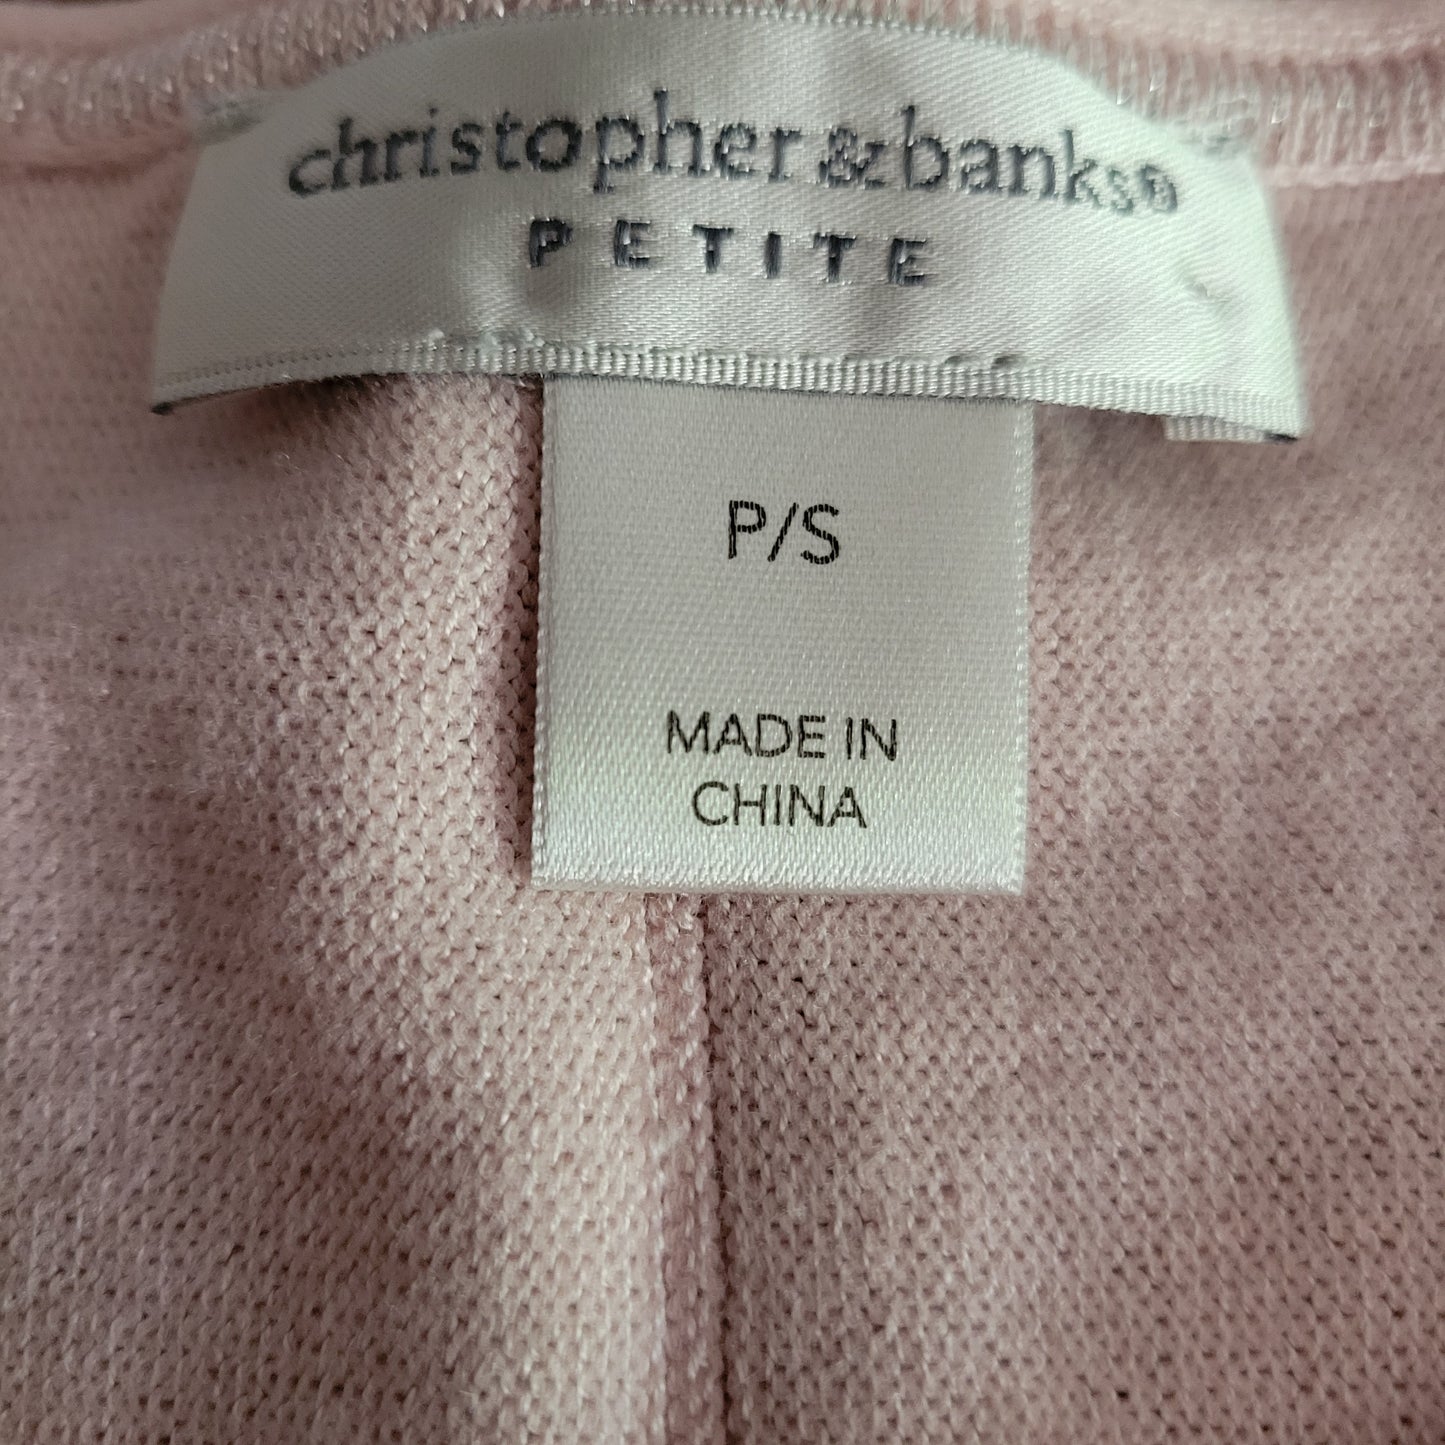 christopher & banks®
PETITE
P/S
MADE IN
CHINA